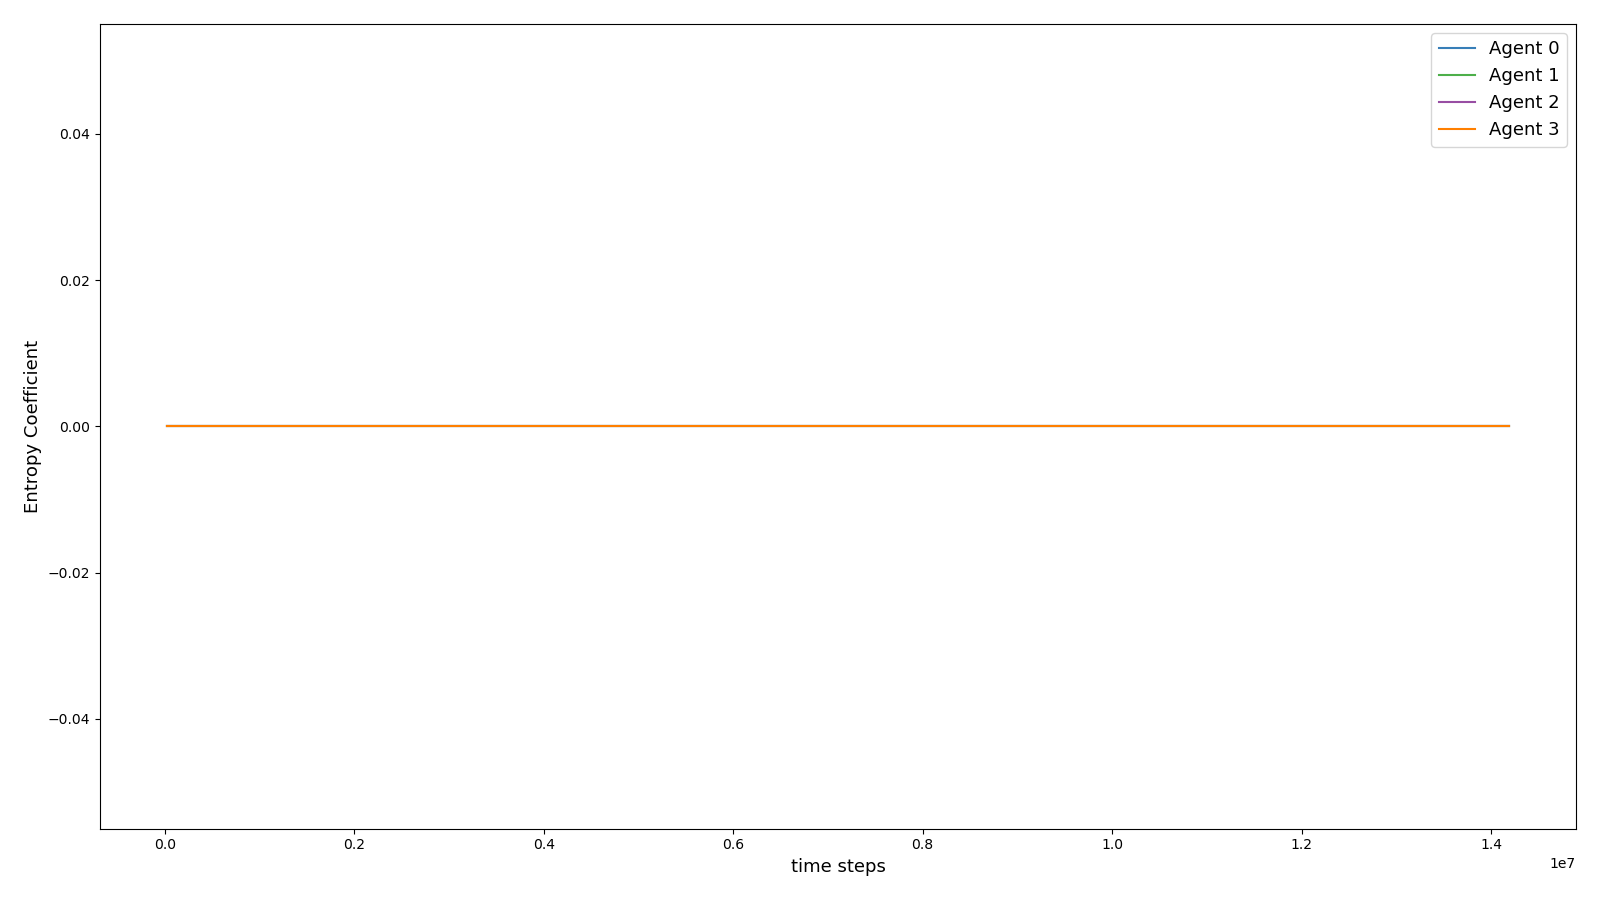 Agent 0
Agent 1
Agent 2
Agent 3
0.04
0.02
0.00
−0.02
−0.04
Entropy Coefficient
0.0 0.2 0.4 0.6 0.8 1.0 1.2 1.4
1e7
time steps